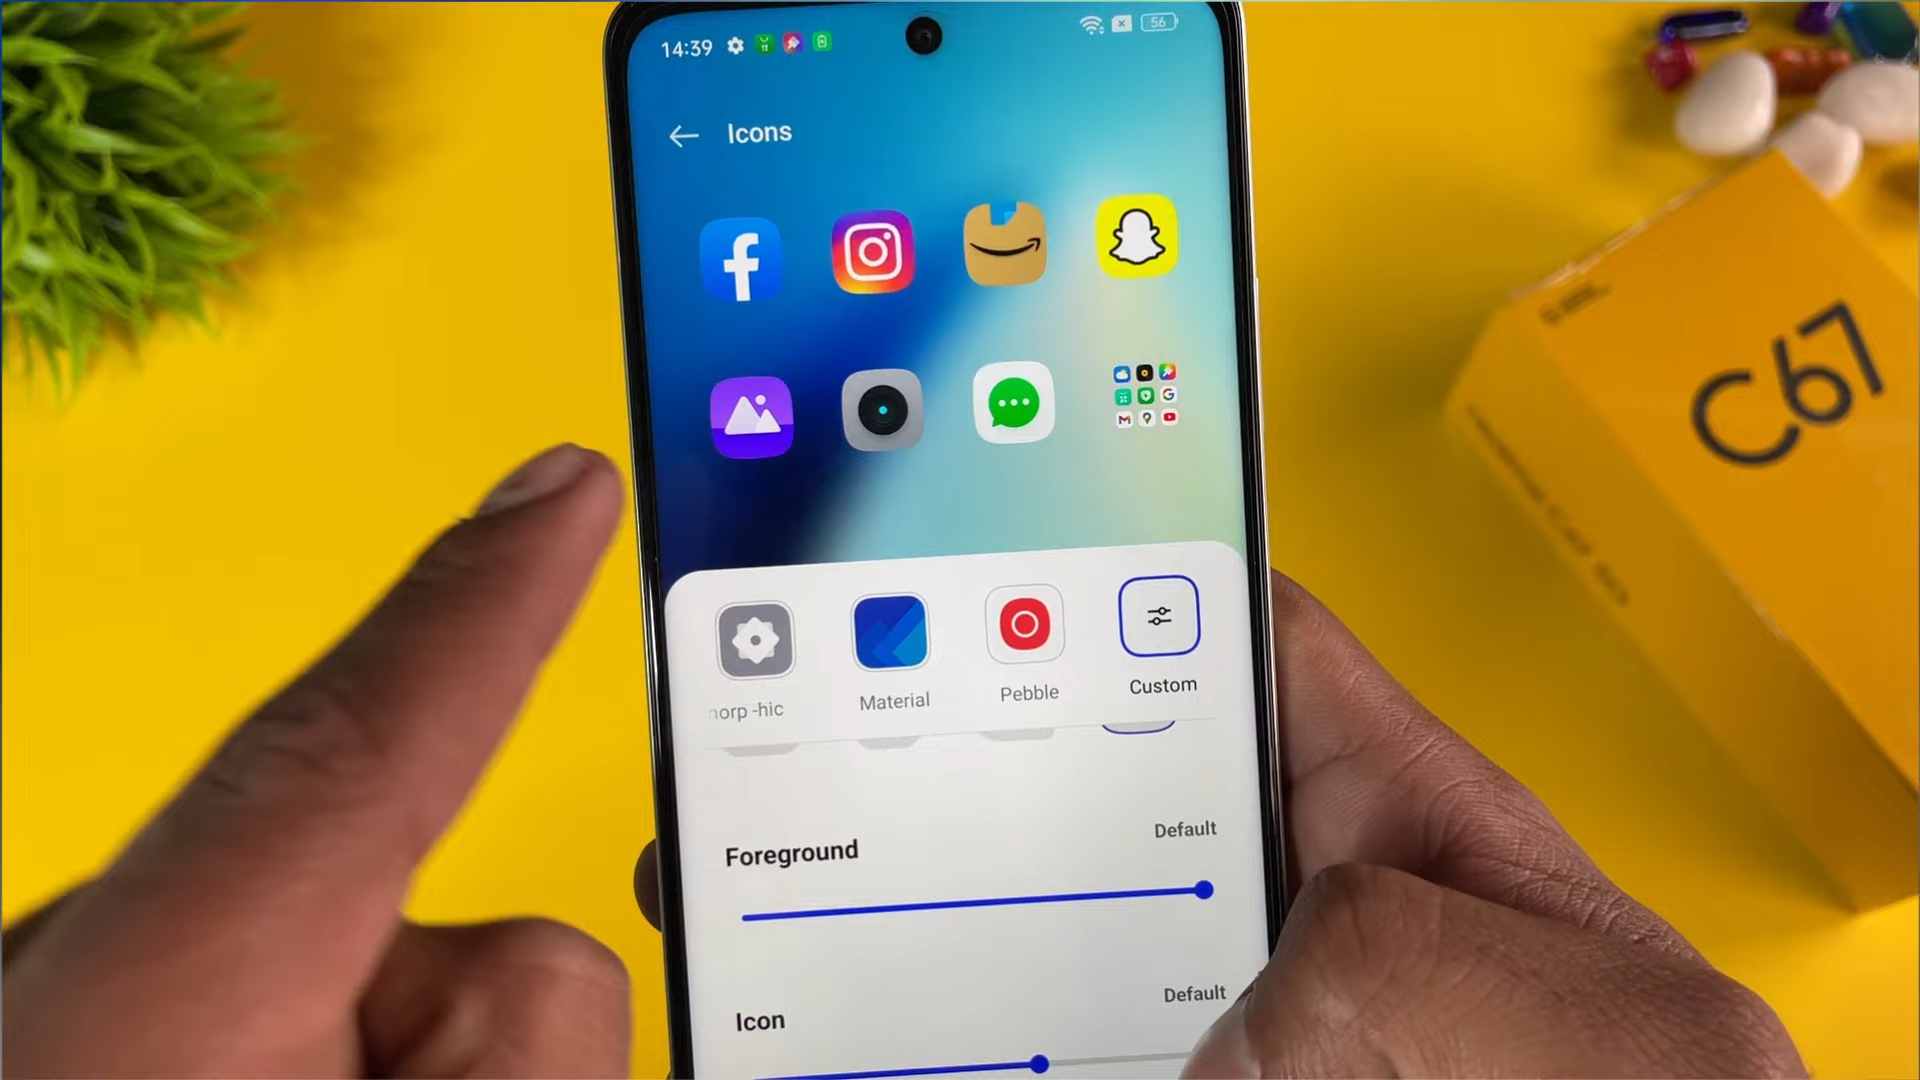 14:39
56
Icons
C67
norp -hic
Material
Pebble
Custom
Foreground
Default
Icon
Default